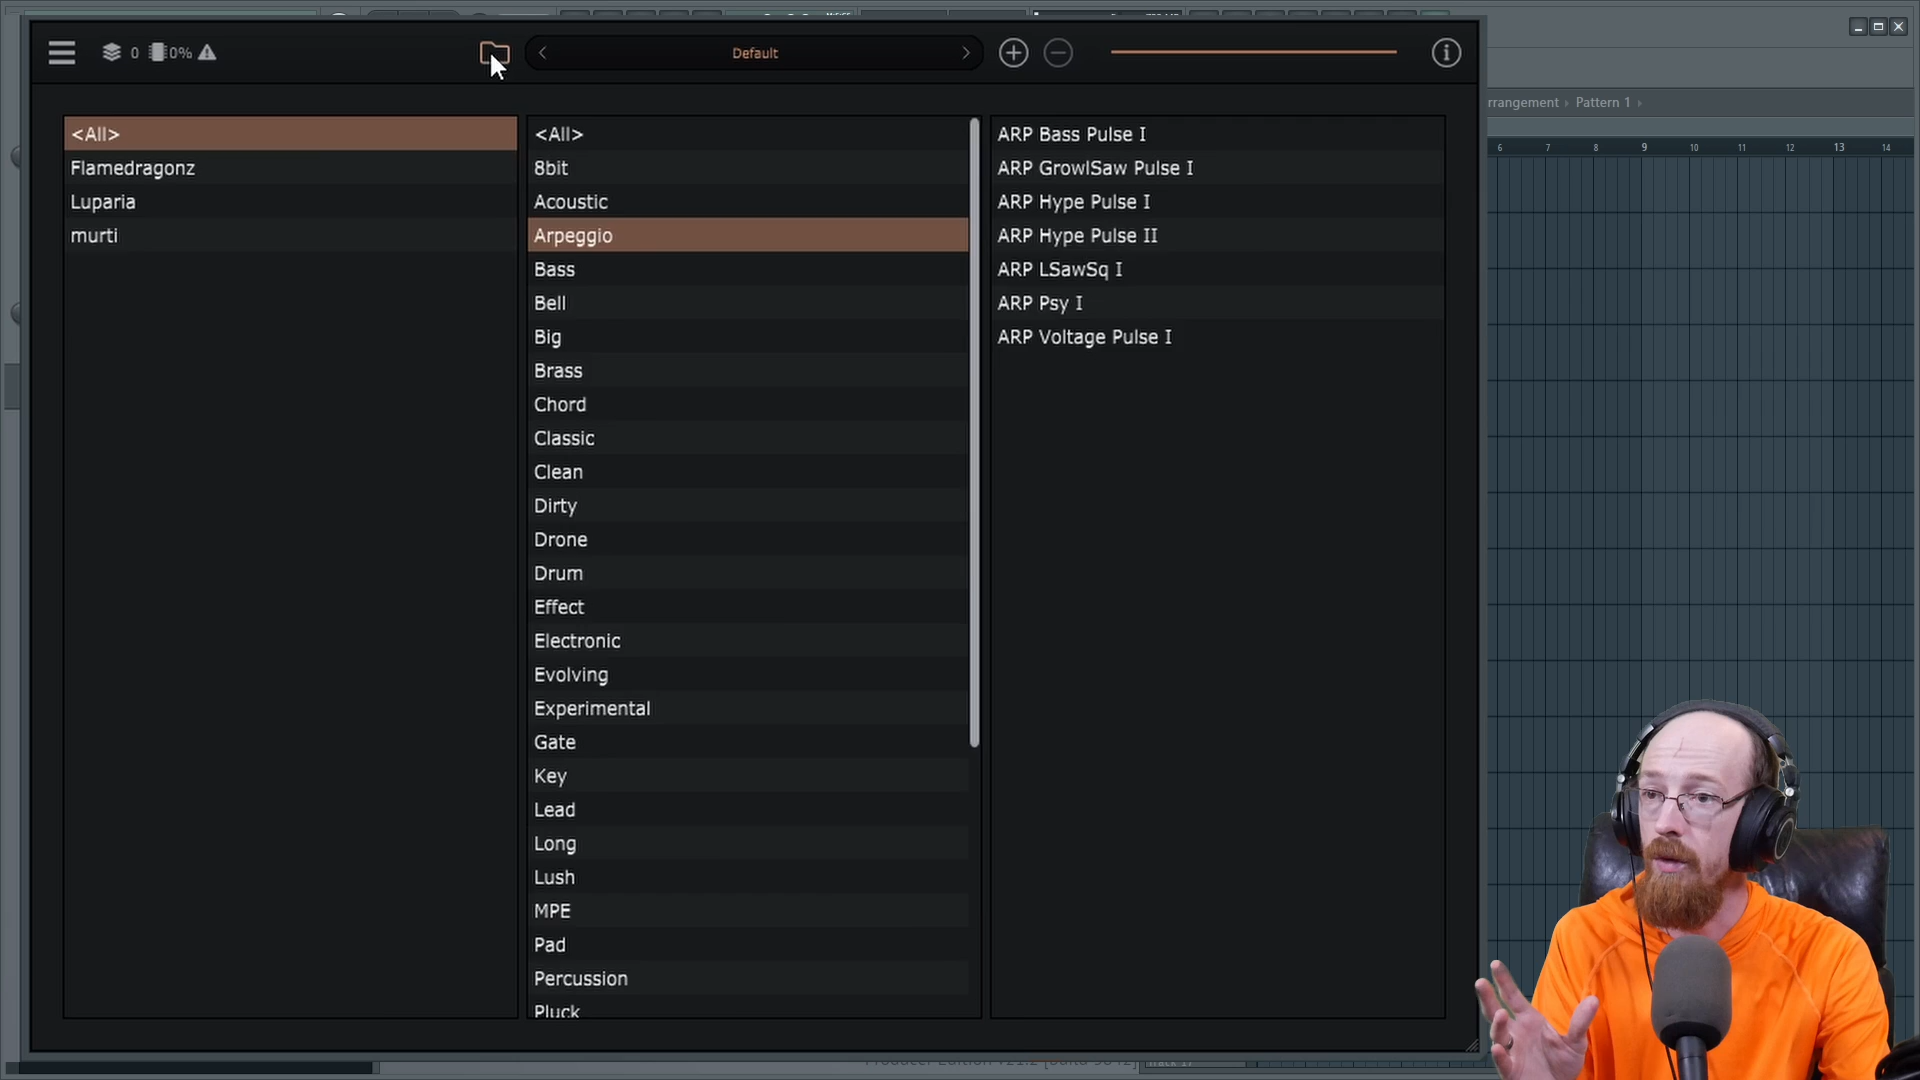 0
0%
Default
<All>
Flamedragonz
Luparia
murti
<All>
8bit
Acoustic
Arpeggio
Bass
Bell
Big
Brass
Chord
Classic
Clean
Dirty
Drone
Drum
Effect
Electronic
Evolving
Experimental
Gate
Key
Lead
Long
Lush
MPE
Pad
Percussion
Pluck
ARP Bass Pulse I
ARP GrowlSaw Pulse I
ARP Hype Pulse I
ARP Hype Pulse II
ARP LSawSq I
ARP Psy I
ARP Voltage Pulse I
rrangement › Pattern 1 ›
6 7 8 9 10 11 12 13 14